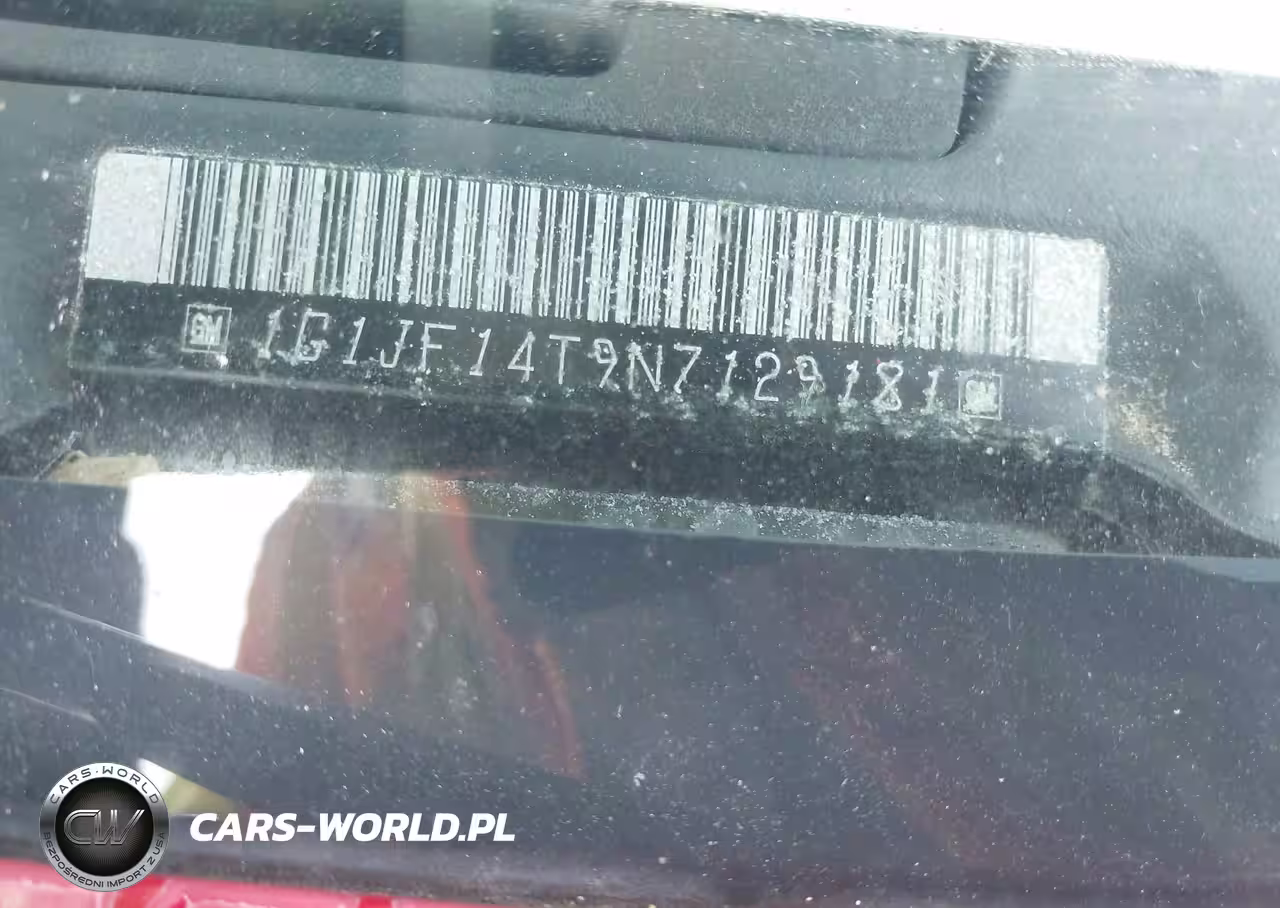 GM 1G1JF14T9N7129181 GM
CARS-WORLD
CW
BEZPOŚREDNI IMPORT Z USA
CARS-WORLD.PL